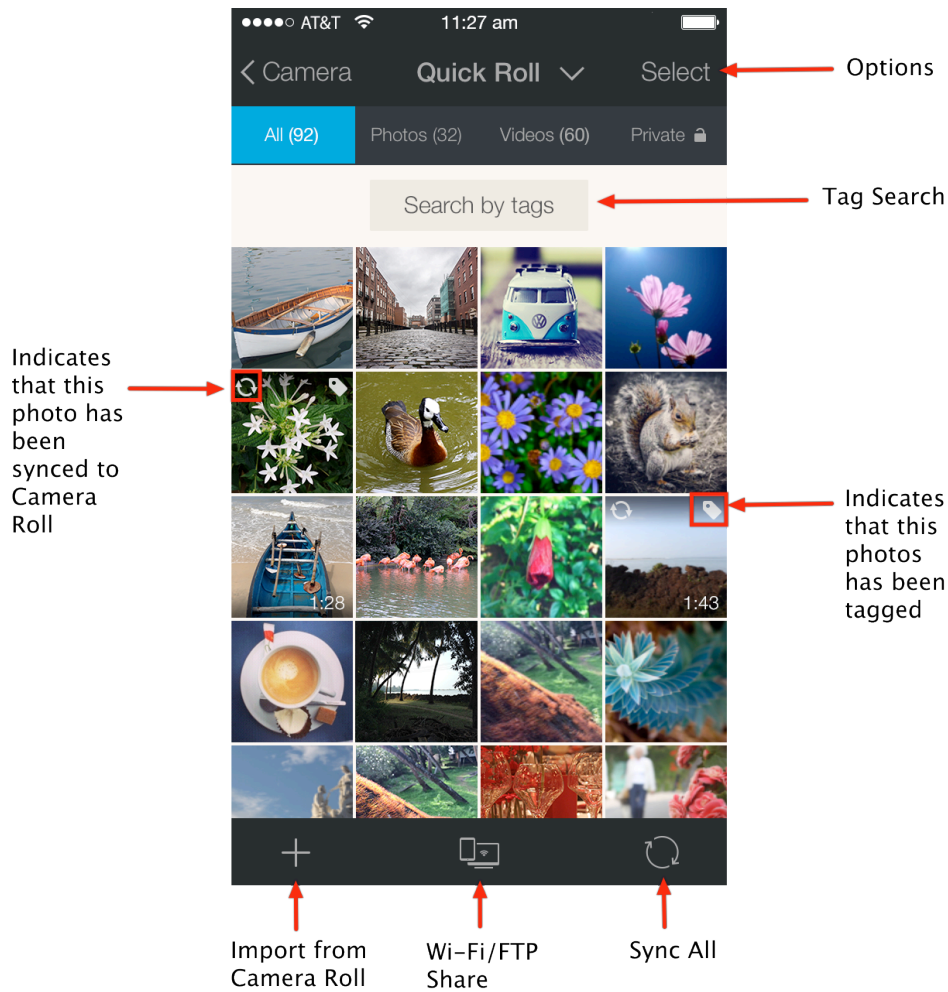 AT&T 11:27 am
Camera Quick Roll Select
Options
All (92) Photos (32) Videos (60) Private
Search by tags
Tag Search
Indicates
that this
photo has
been
synced to
Camera
Roll
Indicates
that this
photos
has been
tagged
1:28
1:43
Import from
Camera Roll
Wi-Fi/FTP
Share
Sync All